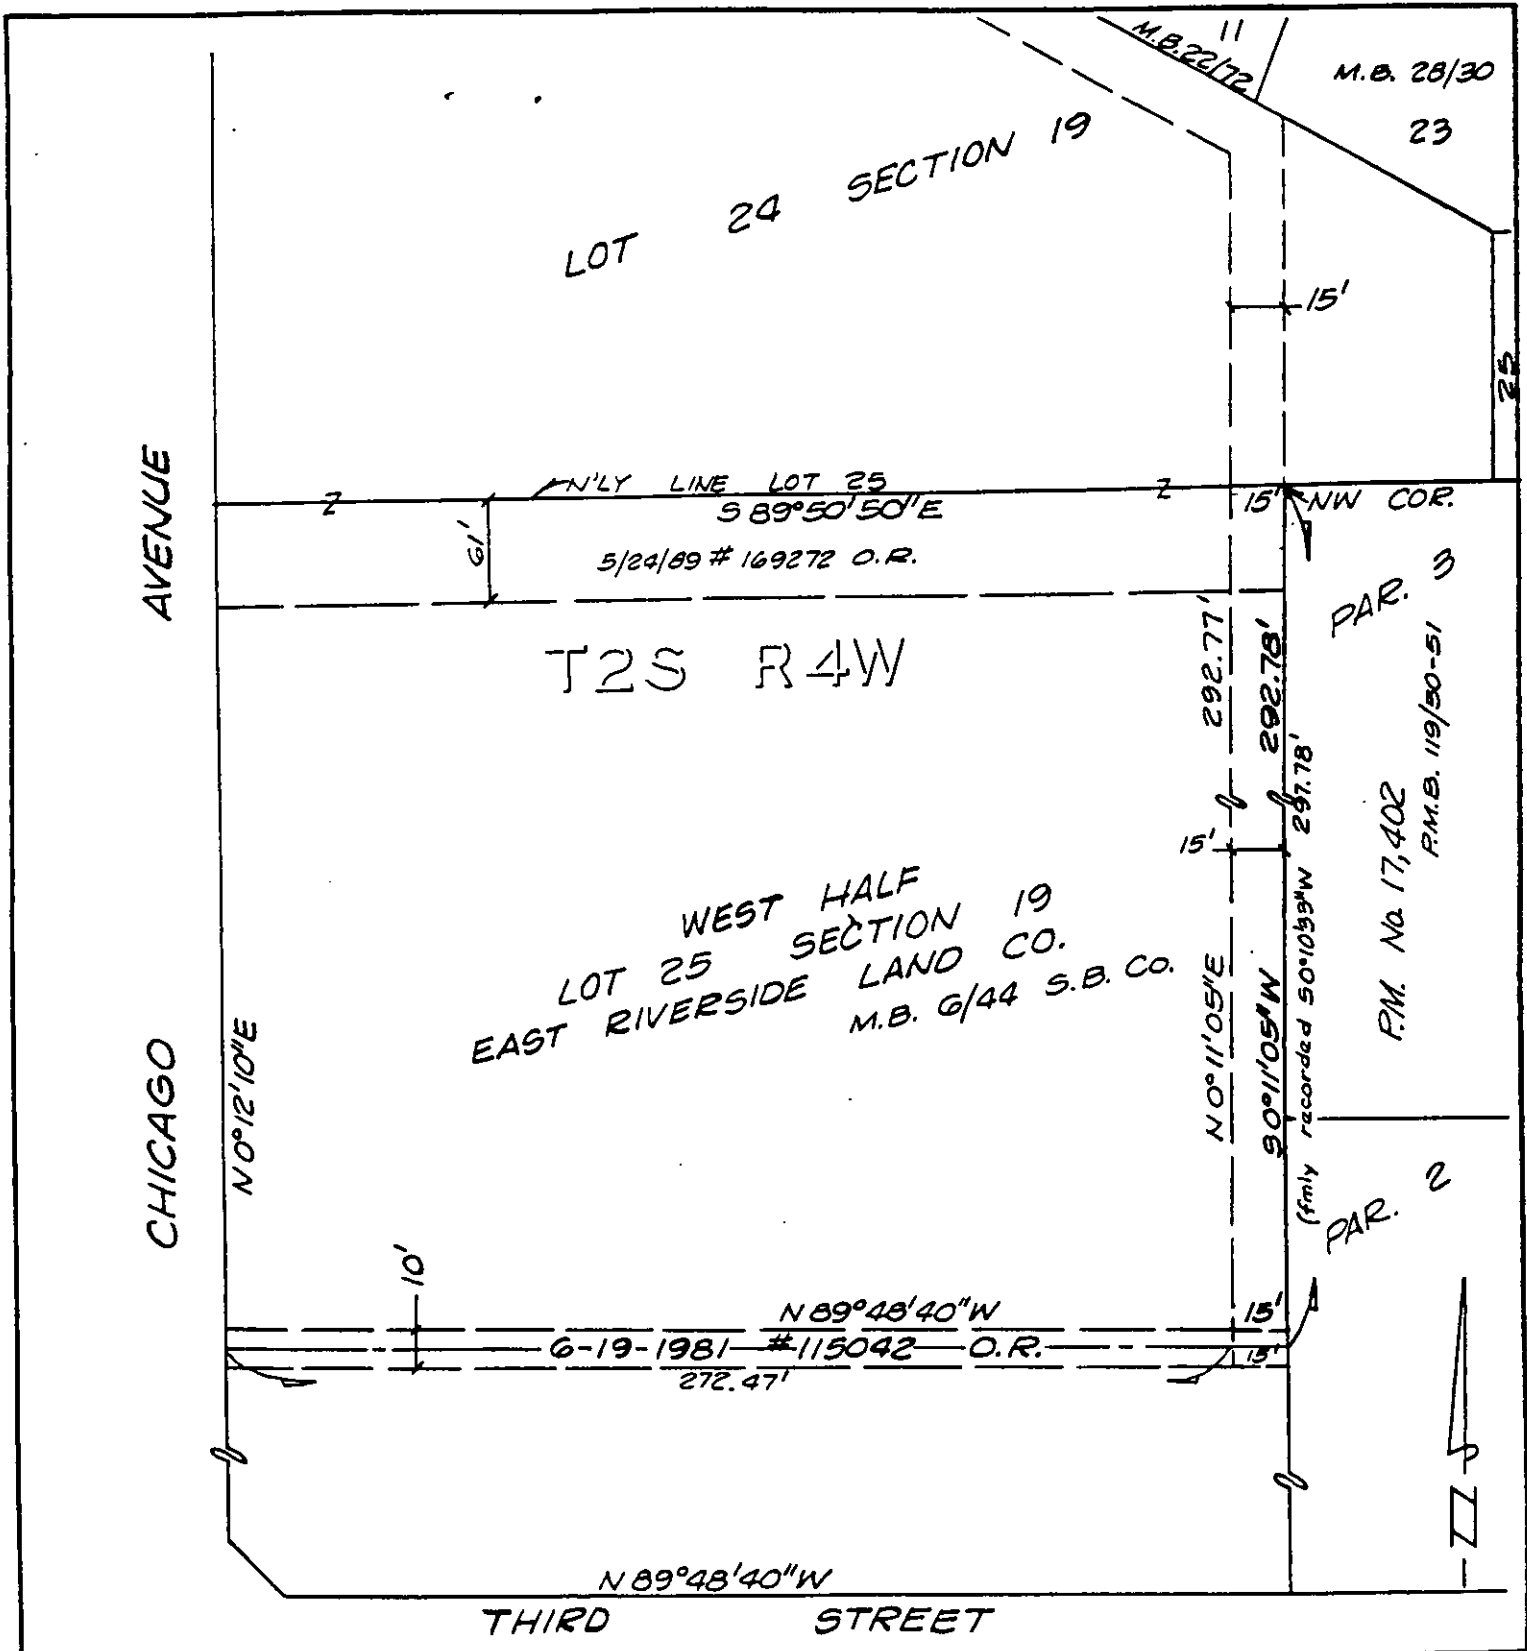 11
M.B. 22/72
M.B. 28/30
23
LOT 24 SECTION 19
15'
25
N'LY LINE LOT 25
S 89°50'50"E
15'
NW COR.
61'
5/24/89 # 169272 O.R.
T2S R4W
AVENUE
CHICAGO
N 0°12'10"E
292.77'
292.78'
PAR. 3
P.M. No. 17,402
P.M.B. 119/50-51
15'
WEST HALF
LOT 25 SECTION 19
EAST RIVERSIDE LAND CO.
M.B. 6/44 S.B. CO.
N 0°11'05"E
S 0°11'05"W
(fmly recorded S0°10'33"W 297.78'
PAR. 2
10'
N 89°48'40"W
15'
6-19-1981 #115042 O.R.
15'
272.47'
N 89°48'40"W
THIRD STREET
N